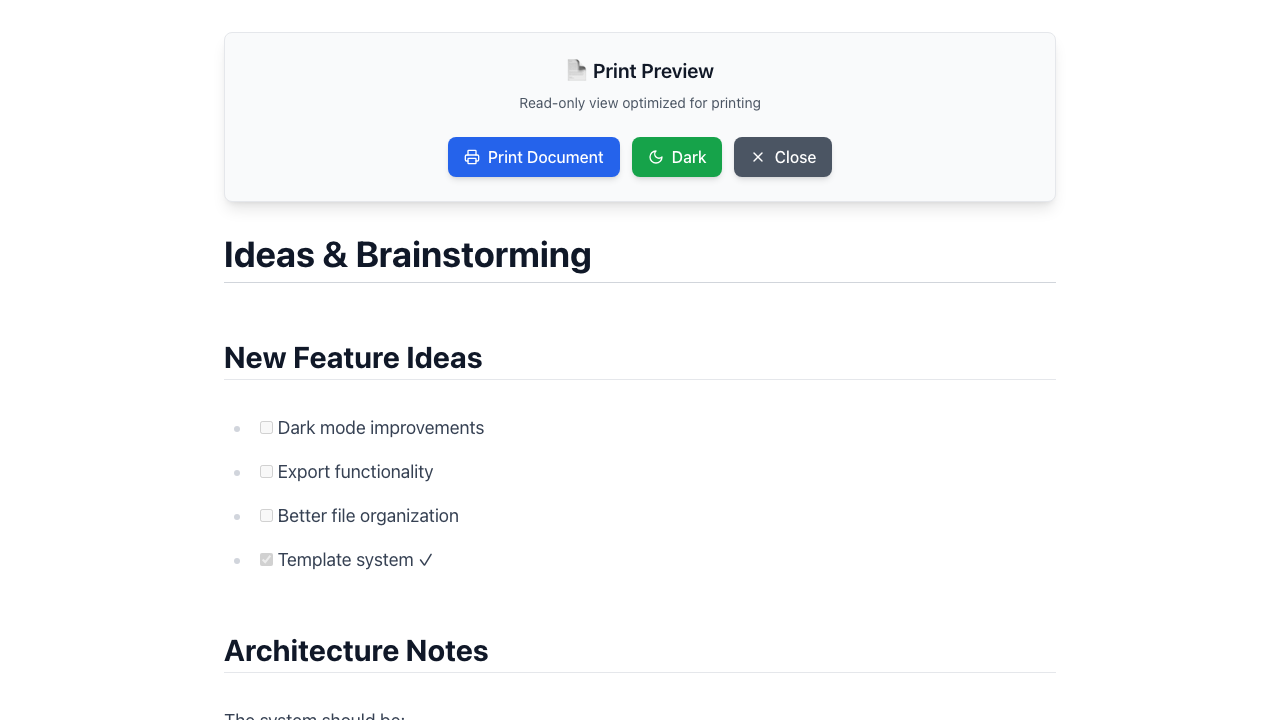 Print Preview
Read-only view optimized for printing
Print Document
Dark
Close
Ideas & Brainstorming
New Feature Ideas
Dark mode improvements
Export functionality
Better file organization
Template system ✓
Architecture Notes
The system should be: